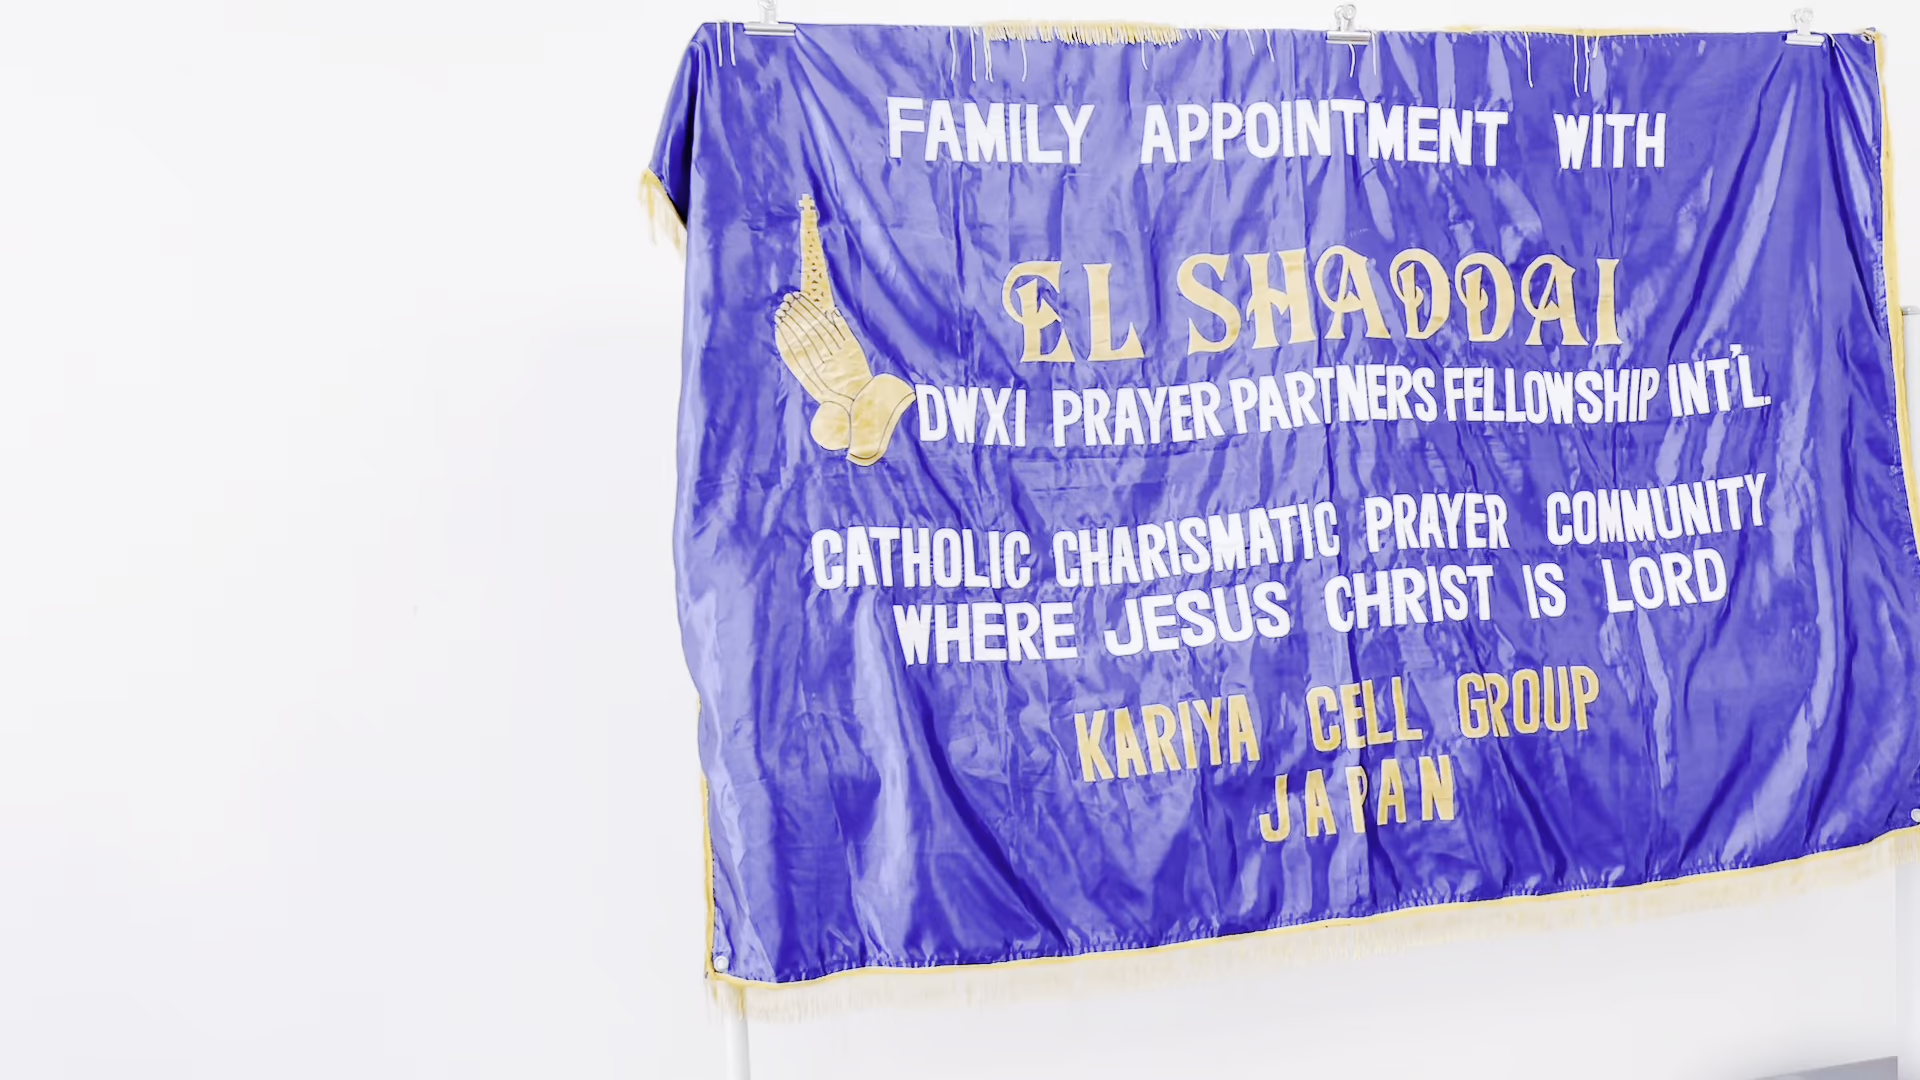 FAMILY APPOINTMENT WITH
EL SHADDAI
DWXI PRAYER PARTNERS FELLOWSHIP INT'L.
CATHOLIC CHARISMATIC PRAYER COMMUNITY
WHERE JESUS CHRIST IS LORD
KARIYA CELL GROUP
JAPAN